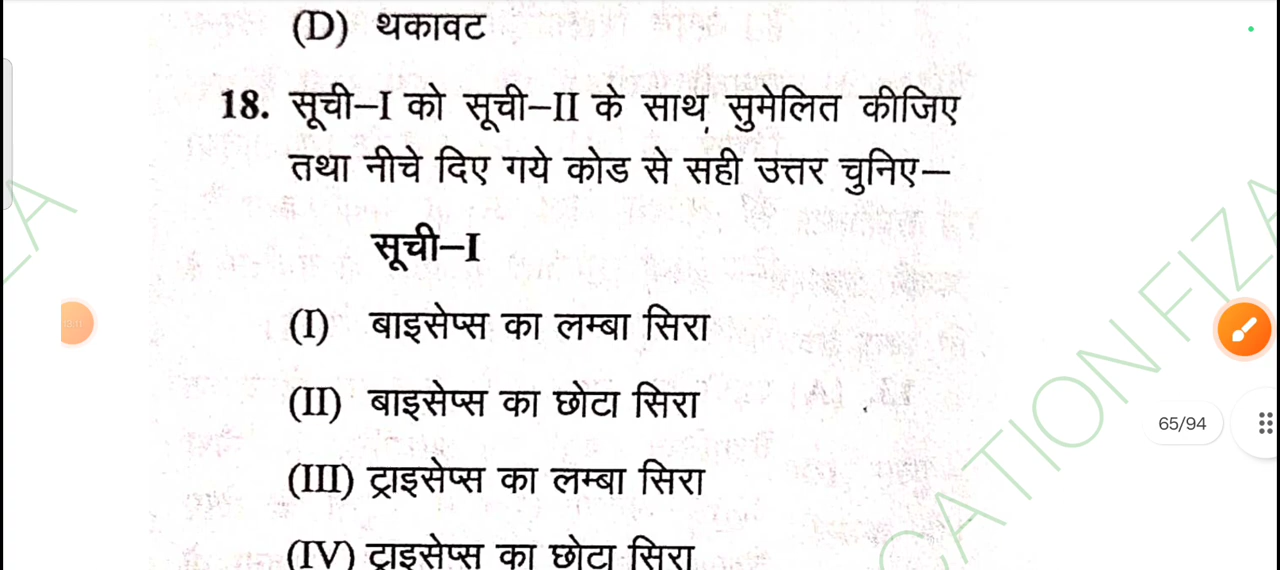 (D) थकावट
18. सूची–I को सूची–II के साथ सुमेलित कीजिए
तथा नीचे दिए गये कोड से सही उत्तर चुनिए–
सूची–I
(I) बाइसेप्स का लम्बा सिरा
(II) बाइसेप्स का छोटा सिरा
(III) ट्राइसेप्स का लम्बा सिरा
(IV) ट्राइसेप्स का छोटा सिरा
65/94